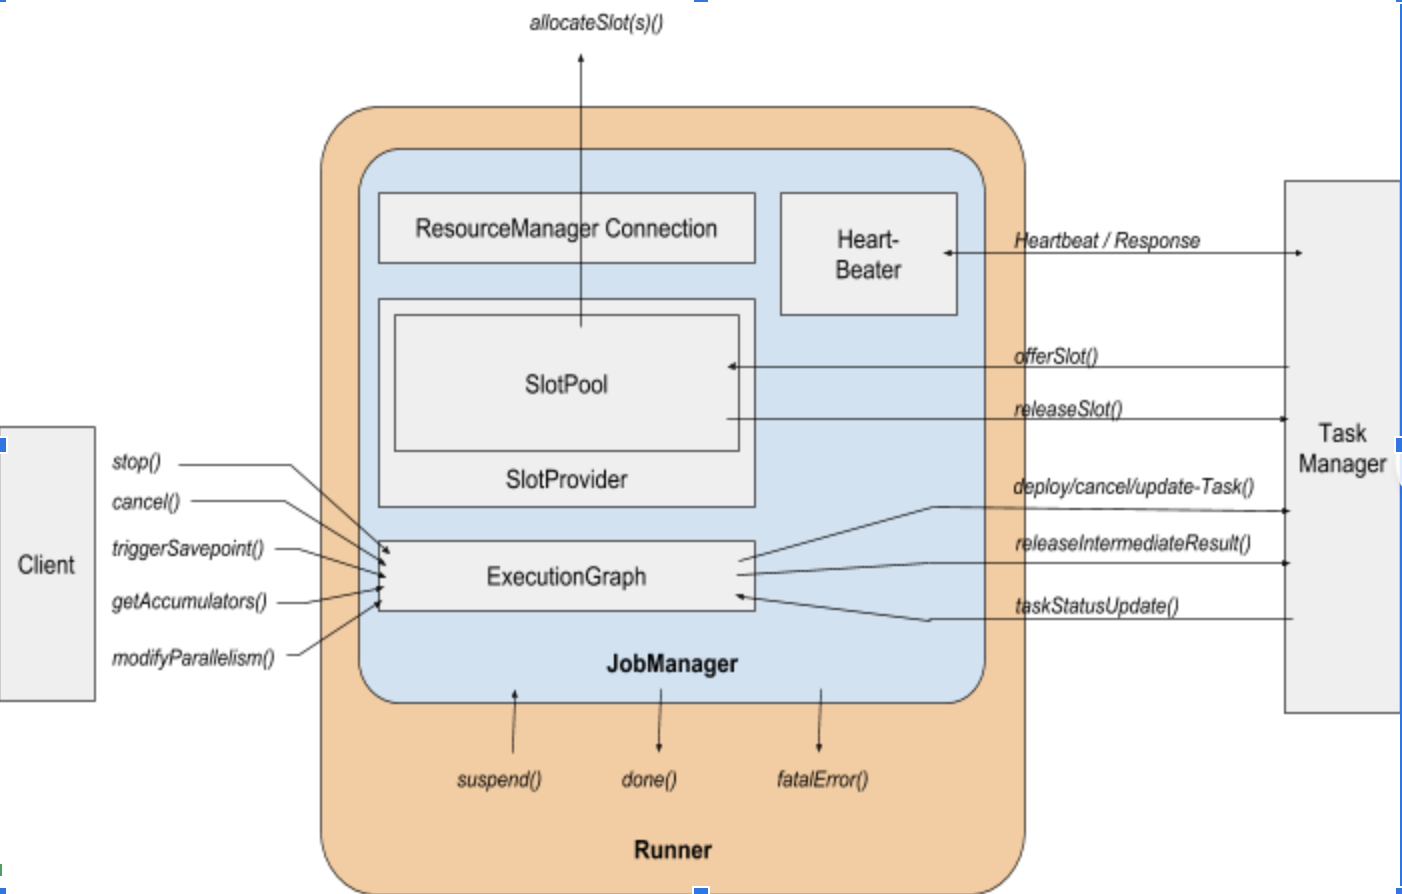 allocateSlot(s)()
ResourceManager Connection
Heart-
Beater
Heartbeat / Response
offerSlot()
SlotPool
releaseSlot()
Task
Manager
SlotProvider
stop()
cancel()
triggerSavepoint()
getAccumulators()
modifyParallelism()
Client
deploy/cancel/update-Task()
releaseIntermediateResult()
taskStatusUpdate()
ExecutionGraph
JobManager
suspend()
done()
fatalError()
Runner